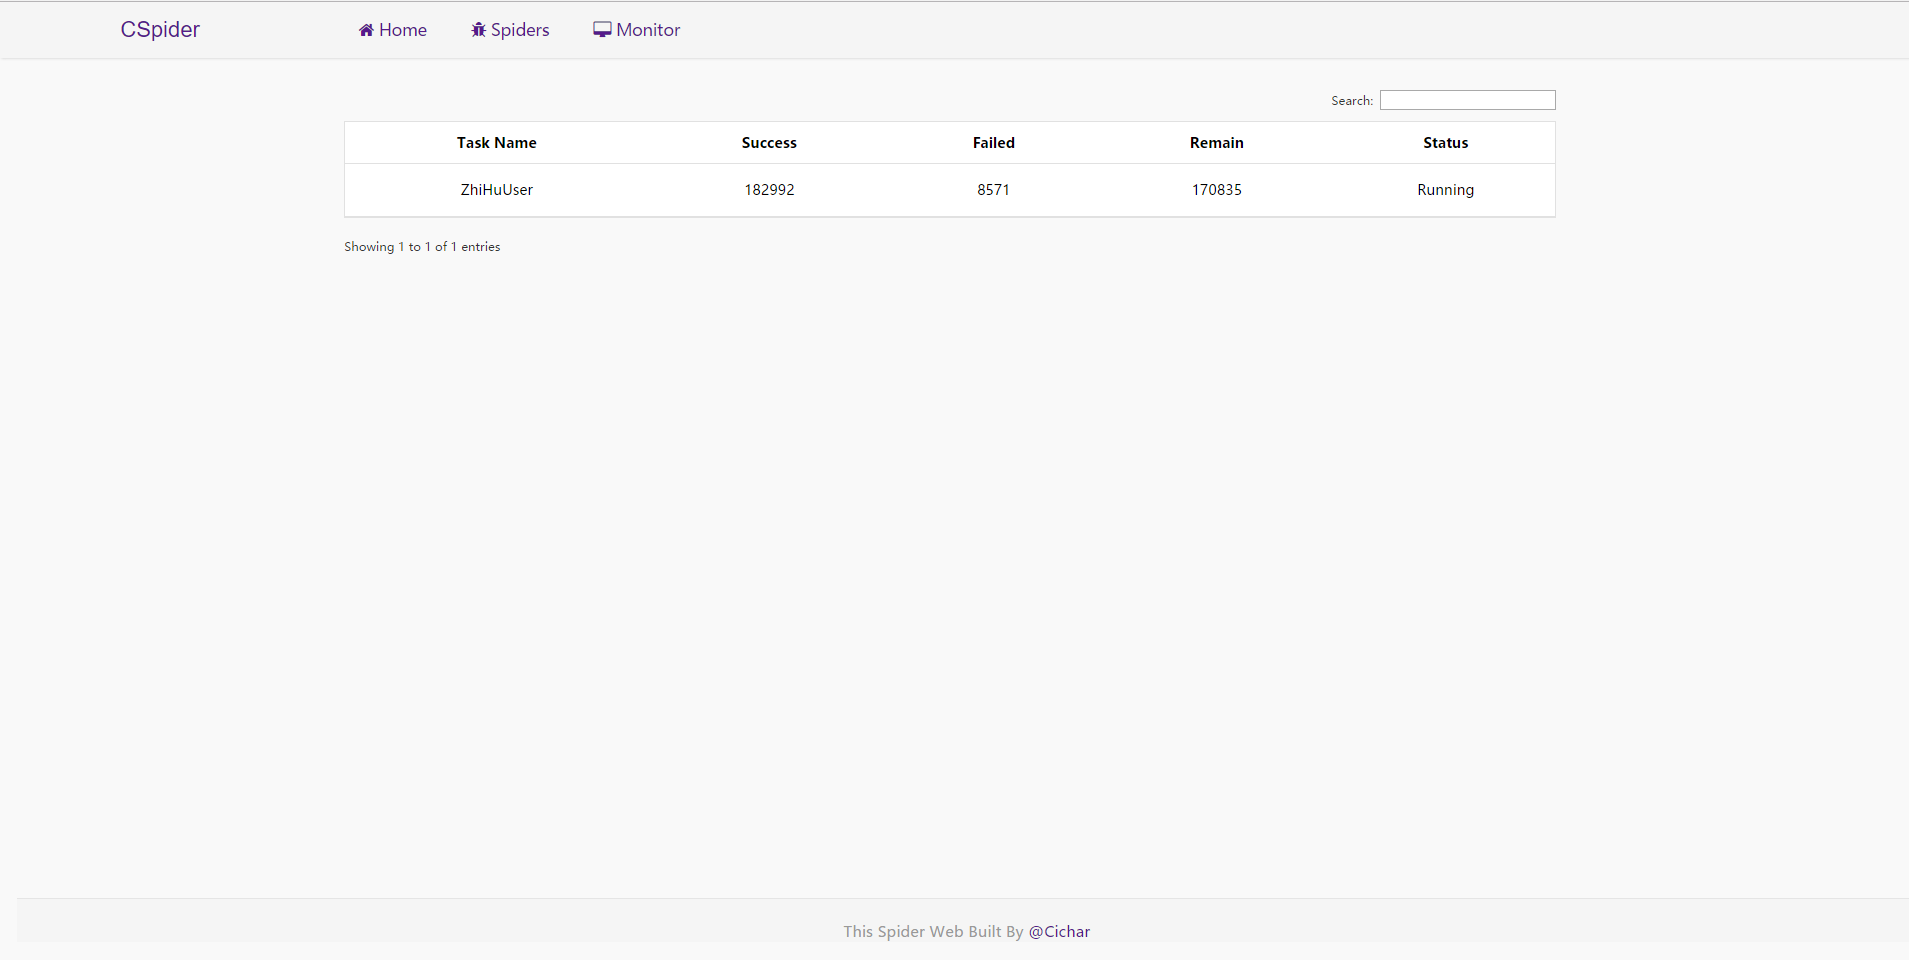 CSpider Home Spiders Monitor
Search:
Task Name Success Failed Remain Status
ZhiHuUser 182992 8571 170835 Running
Showing 1 to 1 of 1 entries
This Spider Web Built By @Cichar